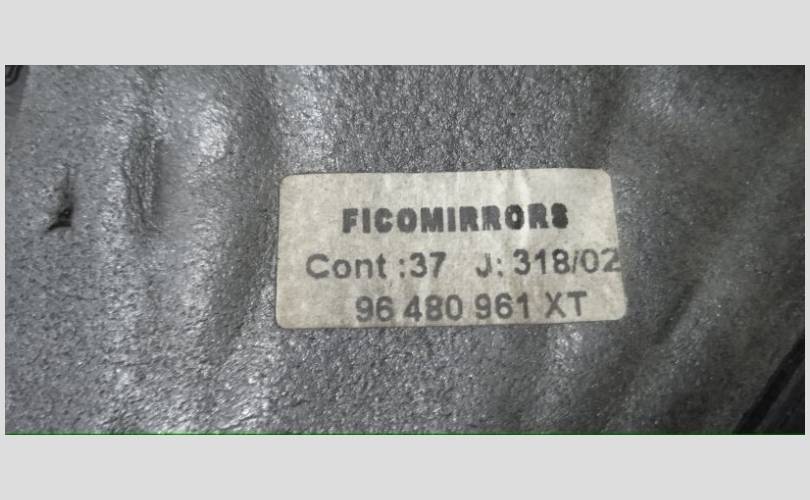 FICOMIRRORS
Cont :37 J: 318/02
96 480 961 XT